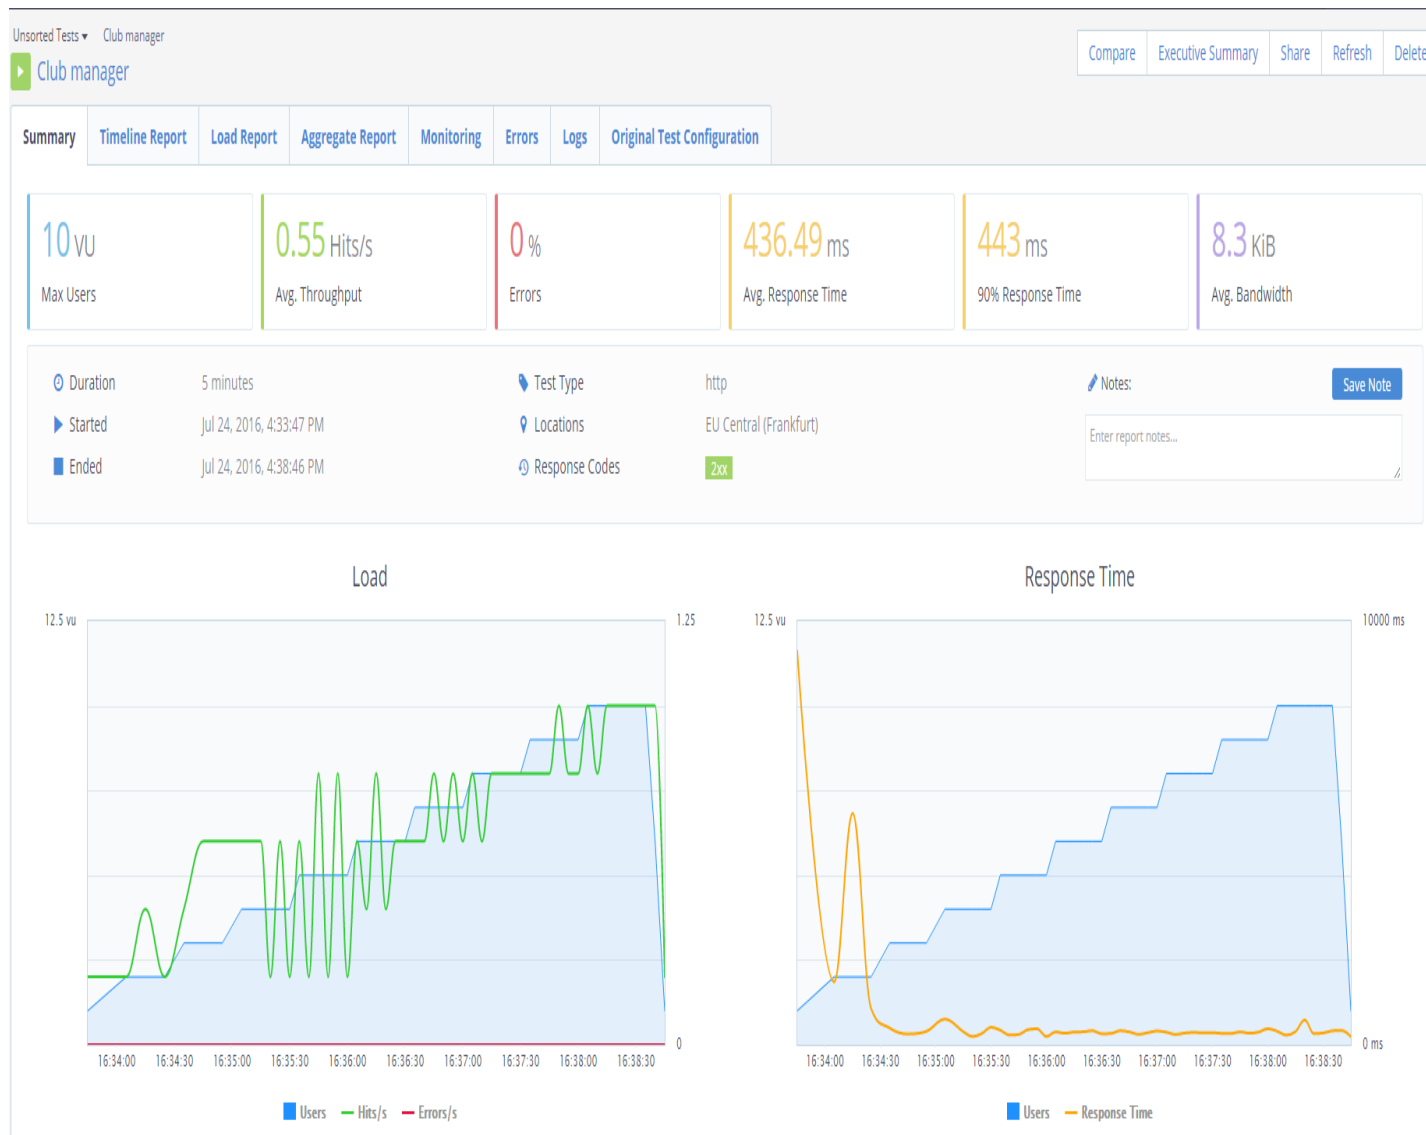 Unsorted Tests ▾ Club manager
Club manager
Compare Executive Summary Share Refresh Delete
Summary Timeline Report Load Report Aggregate Report Monitoring Errors Logs Original Test Configuration
10 VU 0.55 Hits/s 0 % 436.49 ms 443 ms 8.3 KiB
Max Users Avg. Throughput Errors Avg. Response Time 90% Response Time Avg. Bandwidth
Duration 5 minutes Test Type http Notes: Save Note
Started Jul 24, 2016, 4:33:47 PM Locations EU Central (Frankfurt) Enter report notes...
Ended Jul 24, 2016, 4:38:46 PM Response Codes 2xx
Load Response Time
12.5 vu 1.25 12.5 vu 10000 ms
0 0 ms
16:34:00 16:34:30 16:35:00 16:35:30 16:36:00 16:36:30 16:37:00 16:37:30 16:38:00 16:38:30 16:34:00 16:34:30 16:35:00 16:35:30 16:36:00 16:36:30 16:37:00 16:37:30 16:38:00 16:38:30
Users Hits/s Errors/s Users Response Time